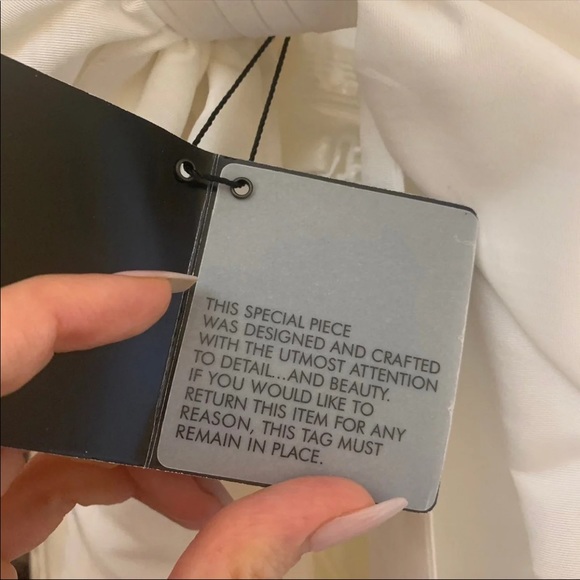 THIS SPECIAL PIECE
WAS DESIGNED AND CRAFTED
WITH THE UTMOST ATTENTION
TO DETAIL...AND BEAUTY.
IF YOU WOULD LIKE TO
RETURN THIS ITEM FOR ANY
REASON, THIS TAG MUST
REMAIN IN PLACE.